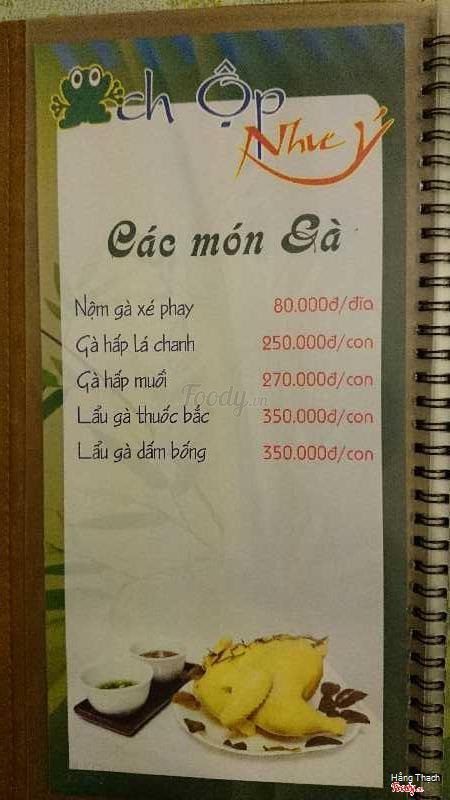 Ếch Ộp
Như Ý
Các món Gà
Nộm gà xé phay 80.000đ/đĩa
Gà hấp lá chanh 250.000đ/con
Gà hấp muối 270.000đ/con
Foody.vn
Lẩu gà thuốc bắc 350.000đ/con
Lẩu gà dấm bỗng 350.000đ/con
Hằng Thạch
Foody.vn